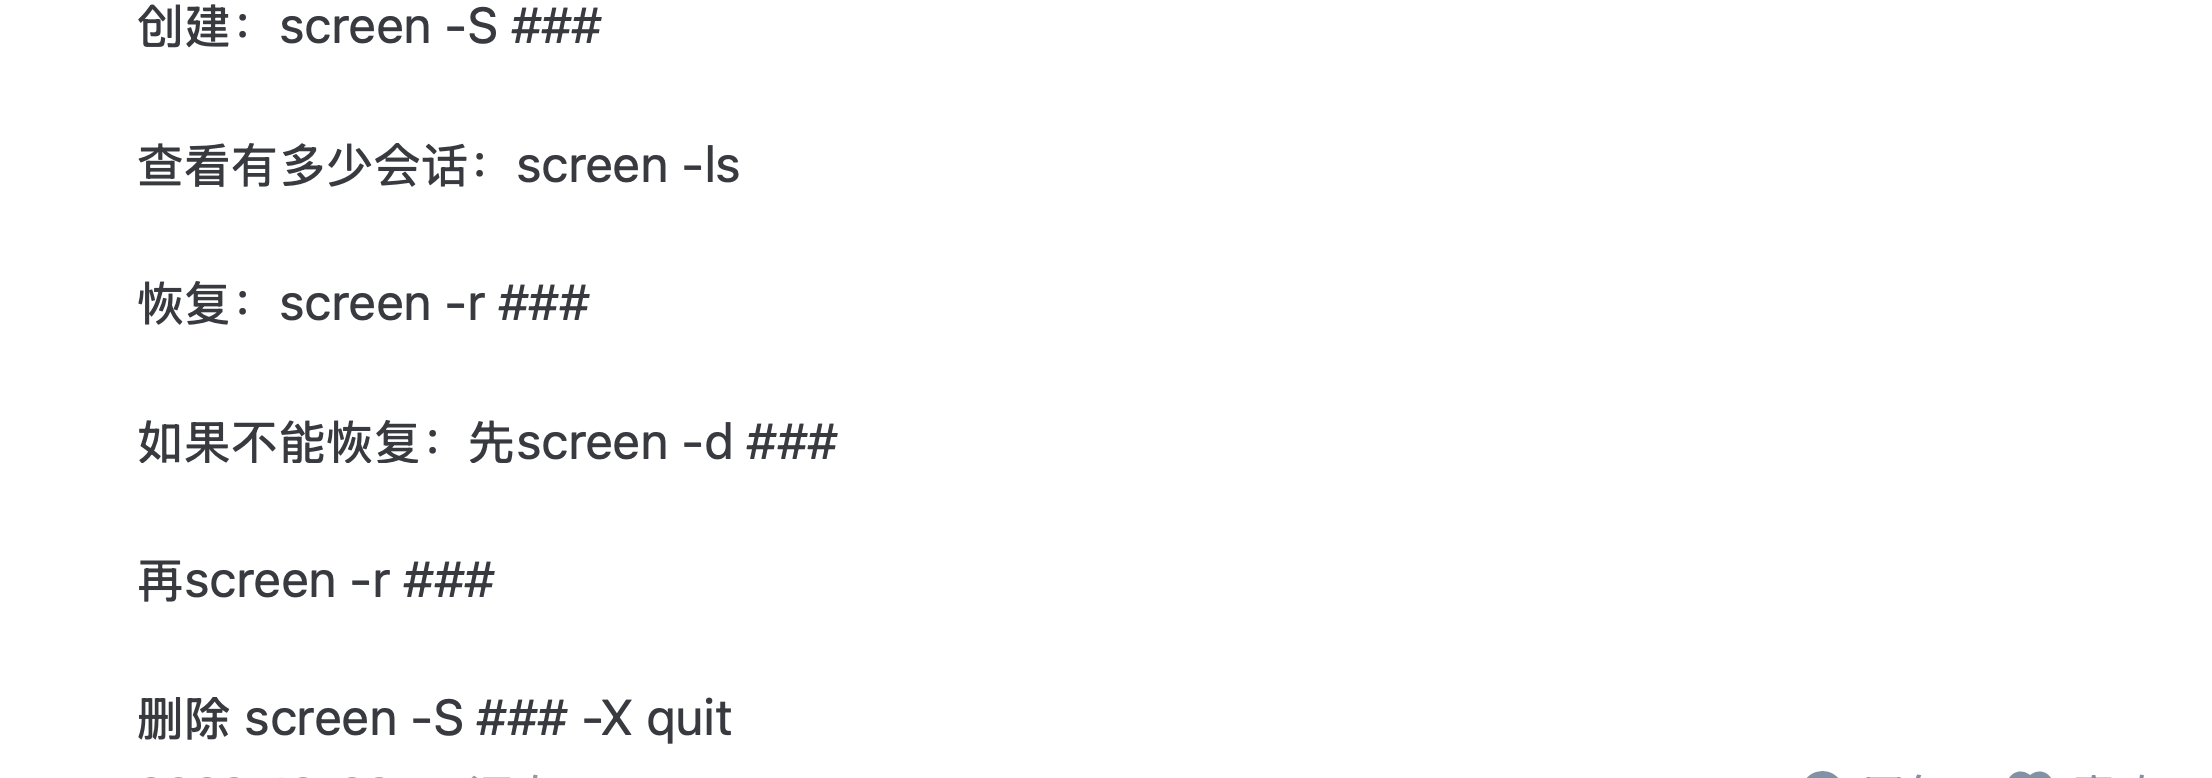 创建：screen -S ###
查看有多少会话：screen -ls
恢复：screen -r ###
如果不能恢复：先screen -d ###
再screen -r ###
删除 screen -S ### -X quit